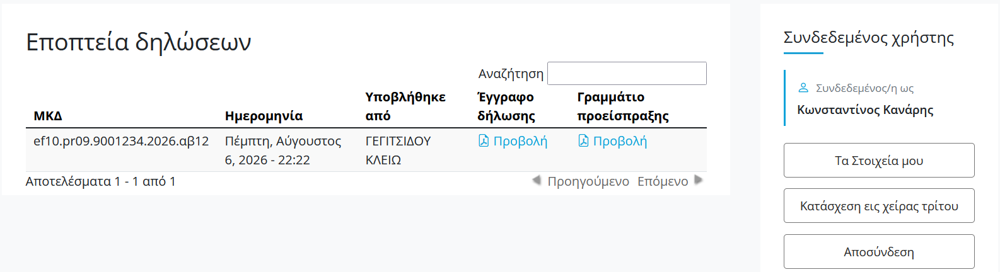 Εποπτεία δηλώσεων
Αναζήτηση
ΜΚΔ Ημερομηνία Υποβλήθηκε από Έγγραφο δήλωσης Γραμμάτιο προείσπραξης
ef10.pr09.9001234.2026.αβ12 Πέμπτη, Αύγουστος 6, 2026 - 22:22 ΓΕΓΙΤΣΙΔΟΥ ΚΛΕΙΩ Προβολή Προβολή
Αποτελέσματα 1 - 1 από 1 Προηγούμενο Επόμενο
Συνδεδεμένος χρήστης
Συνδεδεμένος/η ως
Κωνσταντίνος Κανάρης
Τα Στοιχεία μου
Κατάσχεση εις χείρας τρίτου
Αποσύνδεση